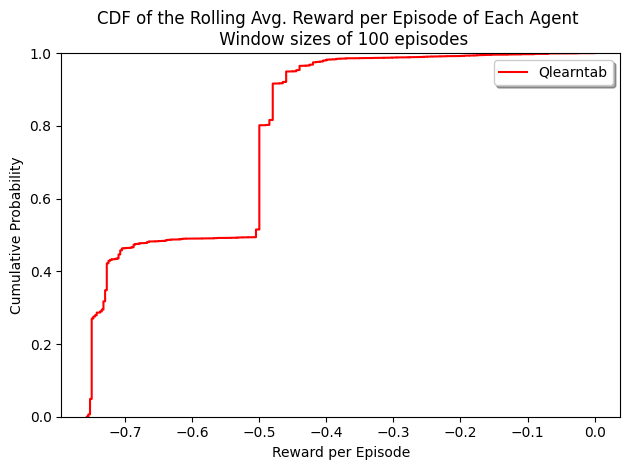 CDF of the Rolling Avg. Reward per Episode of Each Agent
Window sizes of 100 episodes
Qlearntab
Cumulative Probability
1.0
0.8
0.6
0.4
0.2
0.0
−0.7 −0.6 −0.5 −0.4 −0.3 −0.2 −0.1 0.0
Reward per Episode